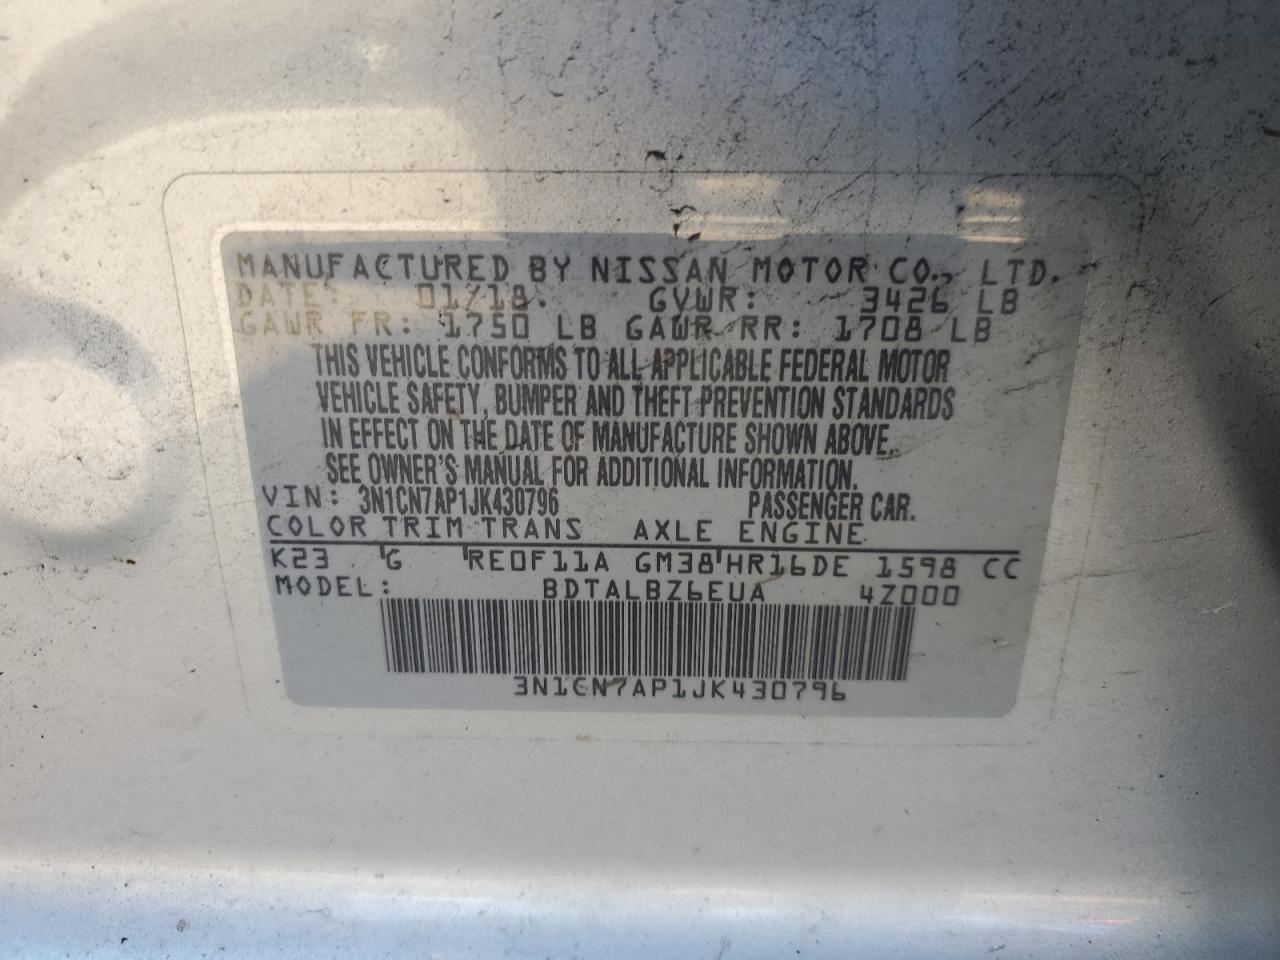 MANUFACTURED BY NISSAN MOTOR CO., LTD.
DATE: 01/18. GVWR: 3426 LB
GAWR FR: 1750 LB GAWR RR: 1708 LB
THIS VEHICLE CONFORMS TO ALL APPLICABLE FEDERAL MOTOR
VEHICLE SAFETY, BUMPER AND THEFT PREVENTION STANDARDS
IN EFFECT ON THE DATE OF MANUFACTURE SHOWN ABOVE.
SEE OWNER'S MANUAL FOR ADDITIONAL INFORMATION.
VIN: 3N1CN7AP1JK430796 PASSENGER CAR.
COLOR TRIM TRANS AXLE ENGINE
K23 G RE0F11A GM38 HR16DE 1598 CC
MODEL: BDTALBZ6EUA 4Z000
3N1CN7AP1JK430796